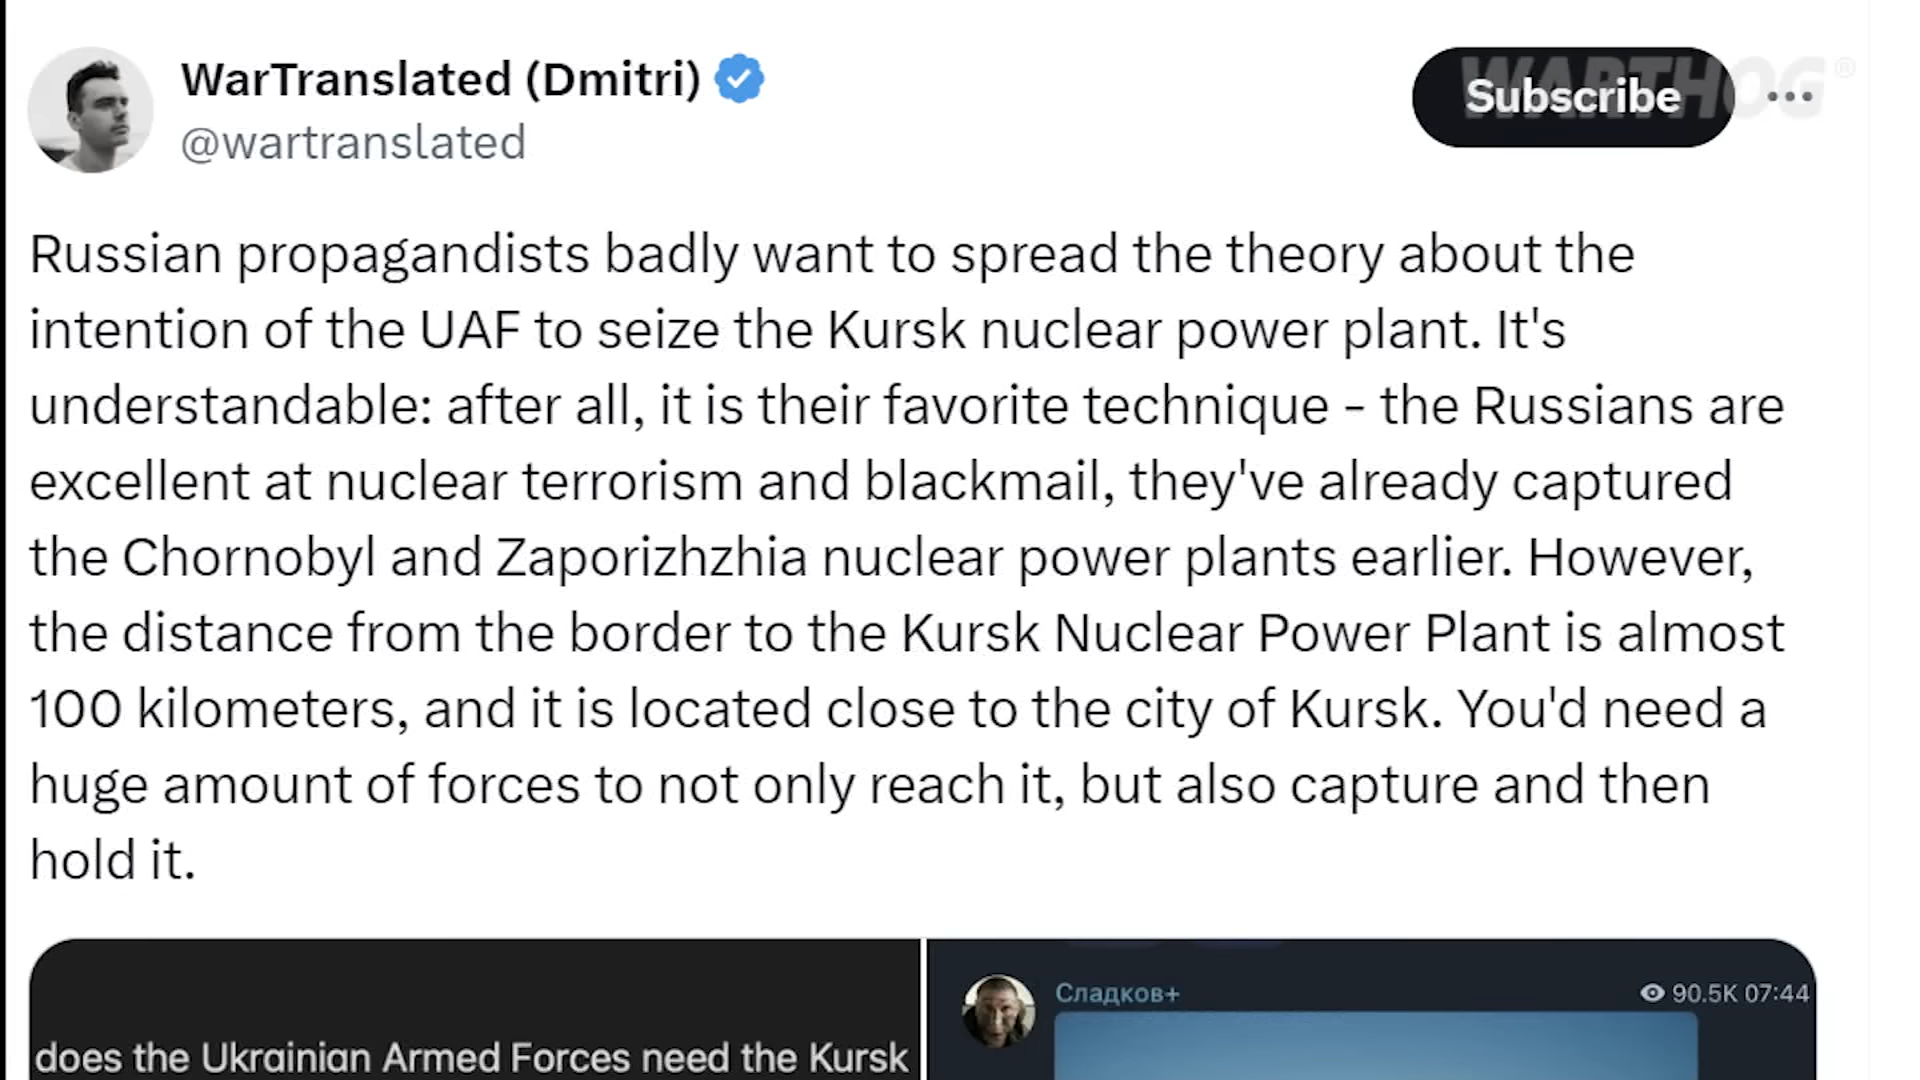 WarTranslated (Dmitri)
@wartranslated
Subscribe
WARTHOG®
Russian propagandists badly want to spread the theory about the
intention of the UAF to seize the Kursk nuclear power plant. It's
understandable: after all, it is their favorite technique - the Russians are
excellent at nuclear terrorism and blackmail, they've already captured
the Chornobyl and Zaporizhzhia nuclear power plants earlier. However,
the distance from the border to the Kursk Nuclear Power Plant is almost
100 kilometers, and it is located close to the city of Kursk. You'd need a
huge amount of forces to not only reach it, but also capture and then
hold it.
does the Ukrainian Armed Forces need the Kursk
Сладков+
90.5K 07:44